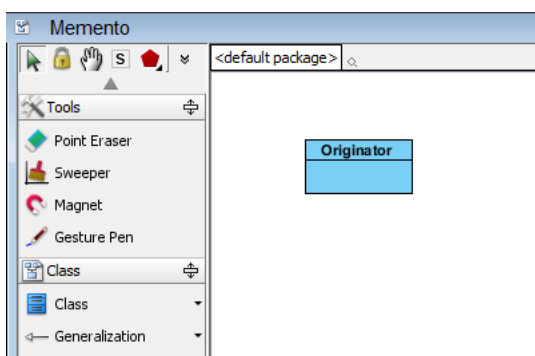 Memento
S
<default package>
Tools
Point Eraser
Sweeper
Magnet
Gesture Pen
Class
Class
Generalization
Originator